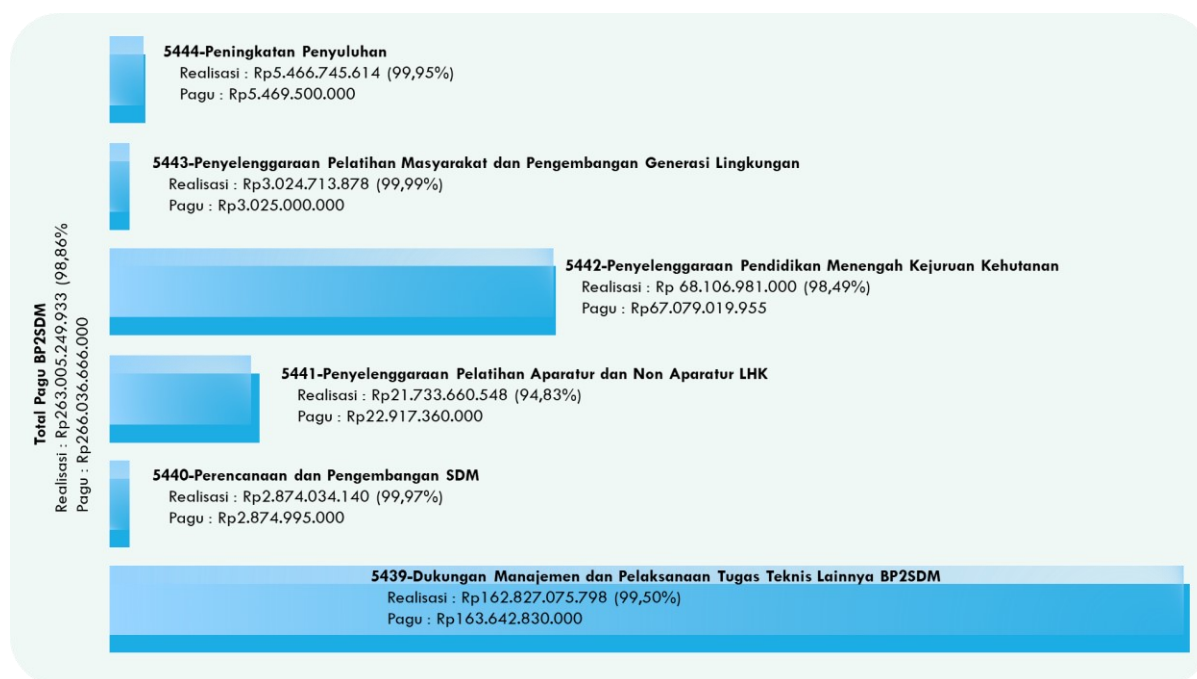 5444-Peningkatan Penyuluhan
Realisasi : Rp5.466.745.614 (99,95%)
Pagu : Rp5.469.500.000
5443-Penyelenggaraan Pelatihan Masyarakat dan Pengembangan Generasi Lingkungan
Realisasi : Rp3.024.713.878 (99,99%)
Pagu : Rp3.025.000.000
5442-Penyelenggaraan Pendidikan Menengah Kejuruan Kehutanan
Realisasi : Rp 68.106.981.000 (98,49%)
Pagu : Rp67.079.019.955
5441-Penyelenggaraan Pelatihan Aparatur dan Non Aparatur LHK
Realisasi : Rp21.733.660.548 (94,83%)
Pagu : Rp22.917.360.000
5440-Perencanaan dan Pengembangan SDM
Realisasi : Rp2.874.034.140 (99,97%)
Pagu : Rp2.874.995.000
5439-Dukungan Manajemen dan Pelaksanaan Tugas Teknis Lainnya BP2SDM
Realisasi : Rp162.827.075.798 (99,50%)
Pagu : Rp163.642.830.000
Total Pagu BP2SDM
Realisasi : Rp263.005.249.933 (98,86%
Pagu : Rp266.036.666.000